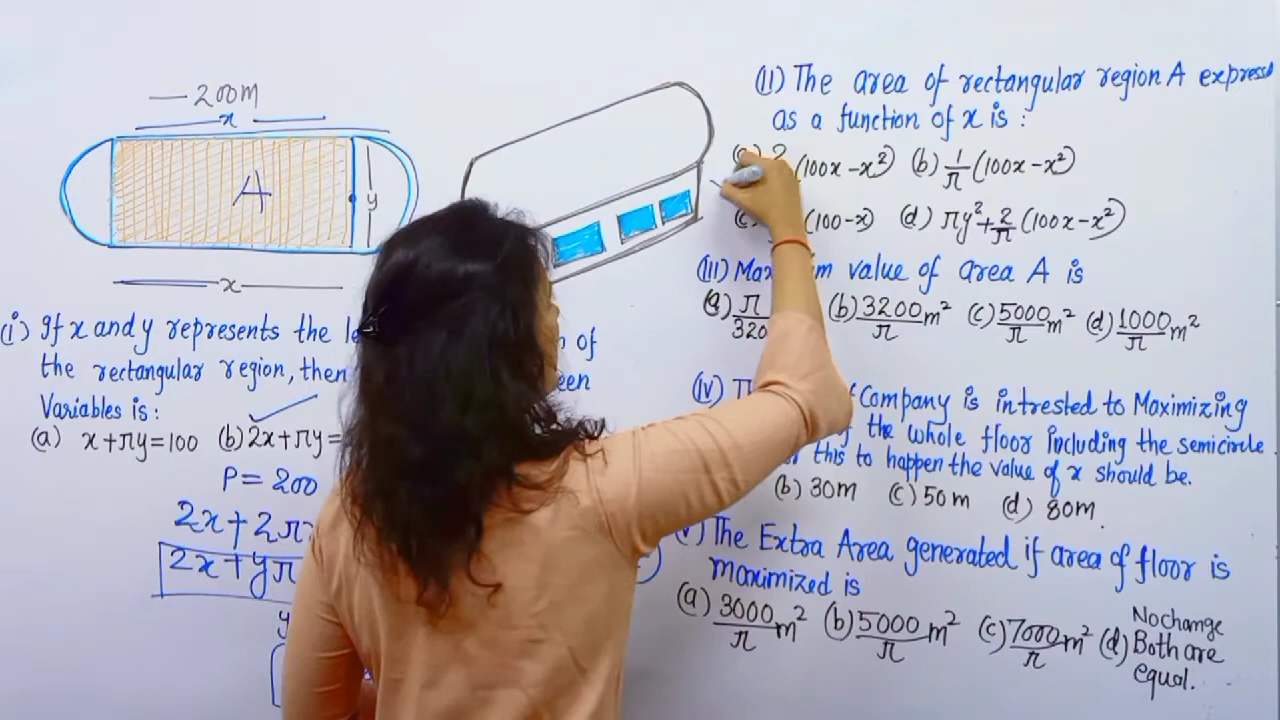 200m
x
A
y
x
(i) If x and y represents the
the rectangular region, then
Variables is:
(a) x+πy=100 (b) 2x+πy=
P = 200
2x + 2π
2x + yπ
y
of
(II) The area of rectangular region A express
as a function of x is :
(100x-x²) (b) 1/π (100x-x²)
(c) (100-x) (d) πy²+2/π (100x-x²)
(III) value of area A is
(a) π/320 (b) 3200/π m² (c) 5000/π m² (d) 1000/π m²
(iv) Company is intrested to Maximizing
the whole floor including the semicircle.
this to happen the value of x should be.
(b) 30m (c) 50m (d) 80m.
The Extra Area generated if area of floor is
maximized is
(a) 3000/π m² (b) 5000/π m² (c) 7000/π m² (d) No change
Both are
equal.